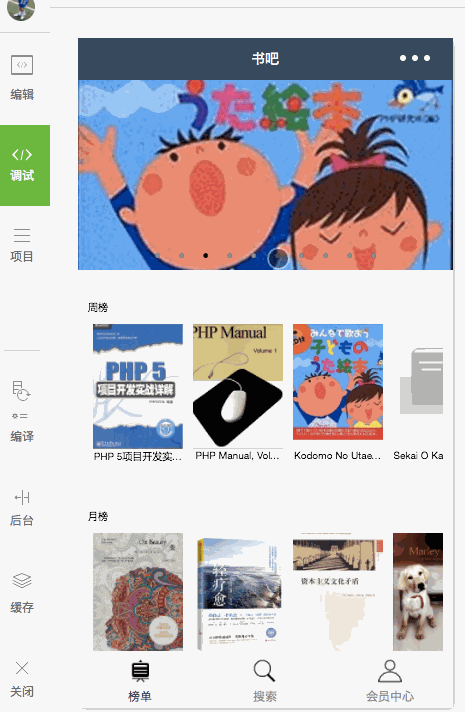 编辑
调试
项目
编译
后台
缓存
关闭
书吧
うた絵本
周榜
PHP 5
项目开发实战详解
PHP Manual
Volume 1
みんなで歌おう
子どもの
うた絵本
PHP 5项目开发实...
PHP Manual, Vol...
Kodomo No Utae...
Sekai O Ka
月榜
On Beauty
轻疗愈
资本主义文化矛盾
Marley
榜单
搜索
会员中心